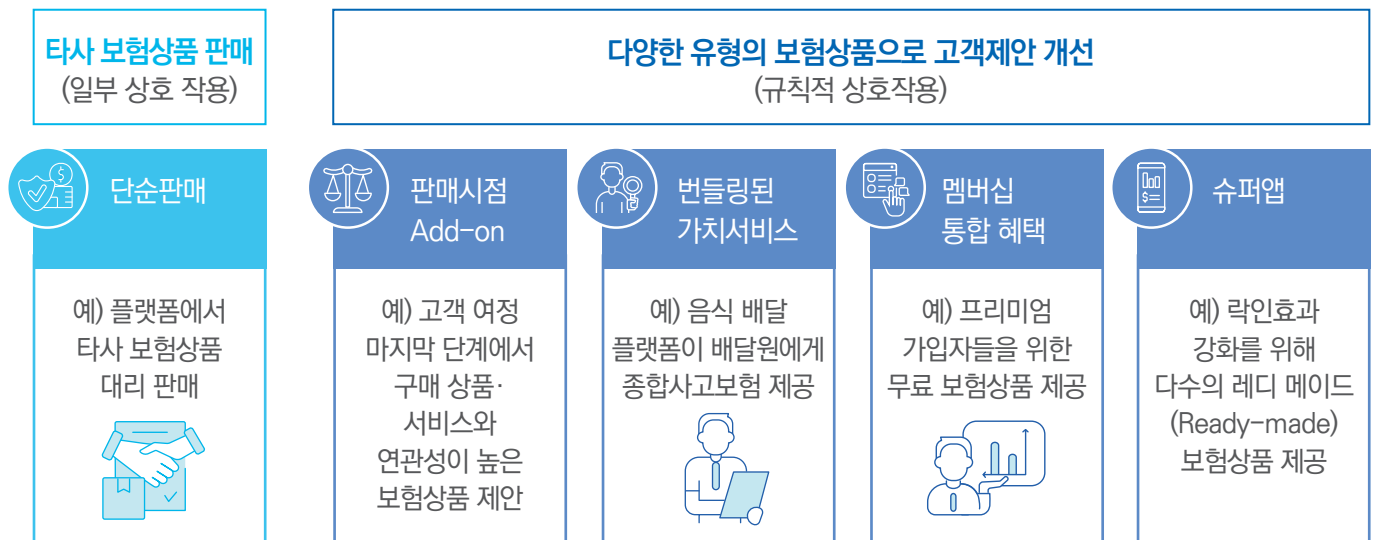 타사 보험상품 판매
(일부 상호 작용)
다양한 유형의 보험상품으로 고객제안 개선
(규칙적 상호작용)
단순판매
예) 플랫폼에서
타사 보험상품
대리 판매
판매시점
Add-on
예) 고객 여정
마지막 단계에서
구매 상품·
서비스와
연관성이 높은
보험상품 제안
번들링된
가치서비스
예) 음식 배달
플랫폼이 배달원에게
종합사고보험 제공
멤버십
통합 혜택
예) 프리미엄
가입자들을 위한
무료 보험상품 제공
슈퍼앱
예) 락인효과
강화를 위해
다수의 레디 메이드
(Ready-made)
보험상품 제공